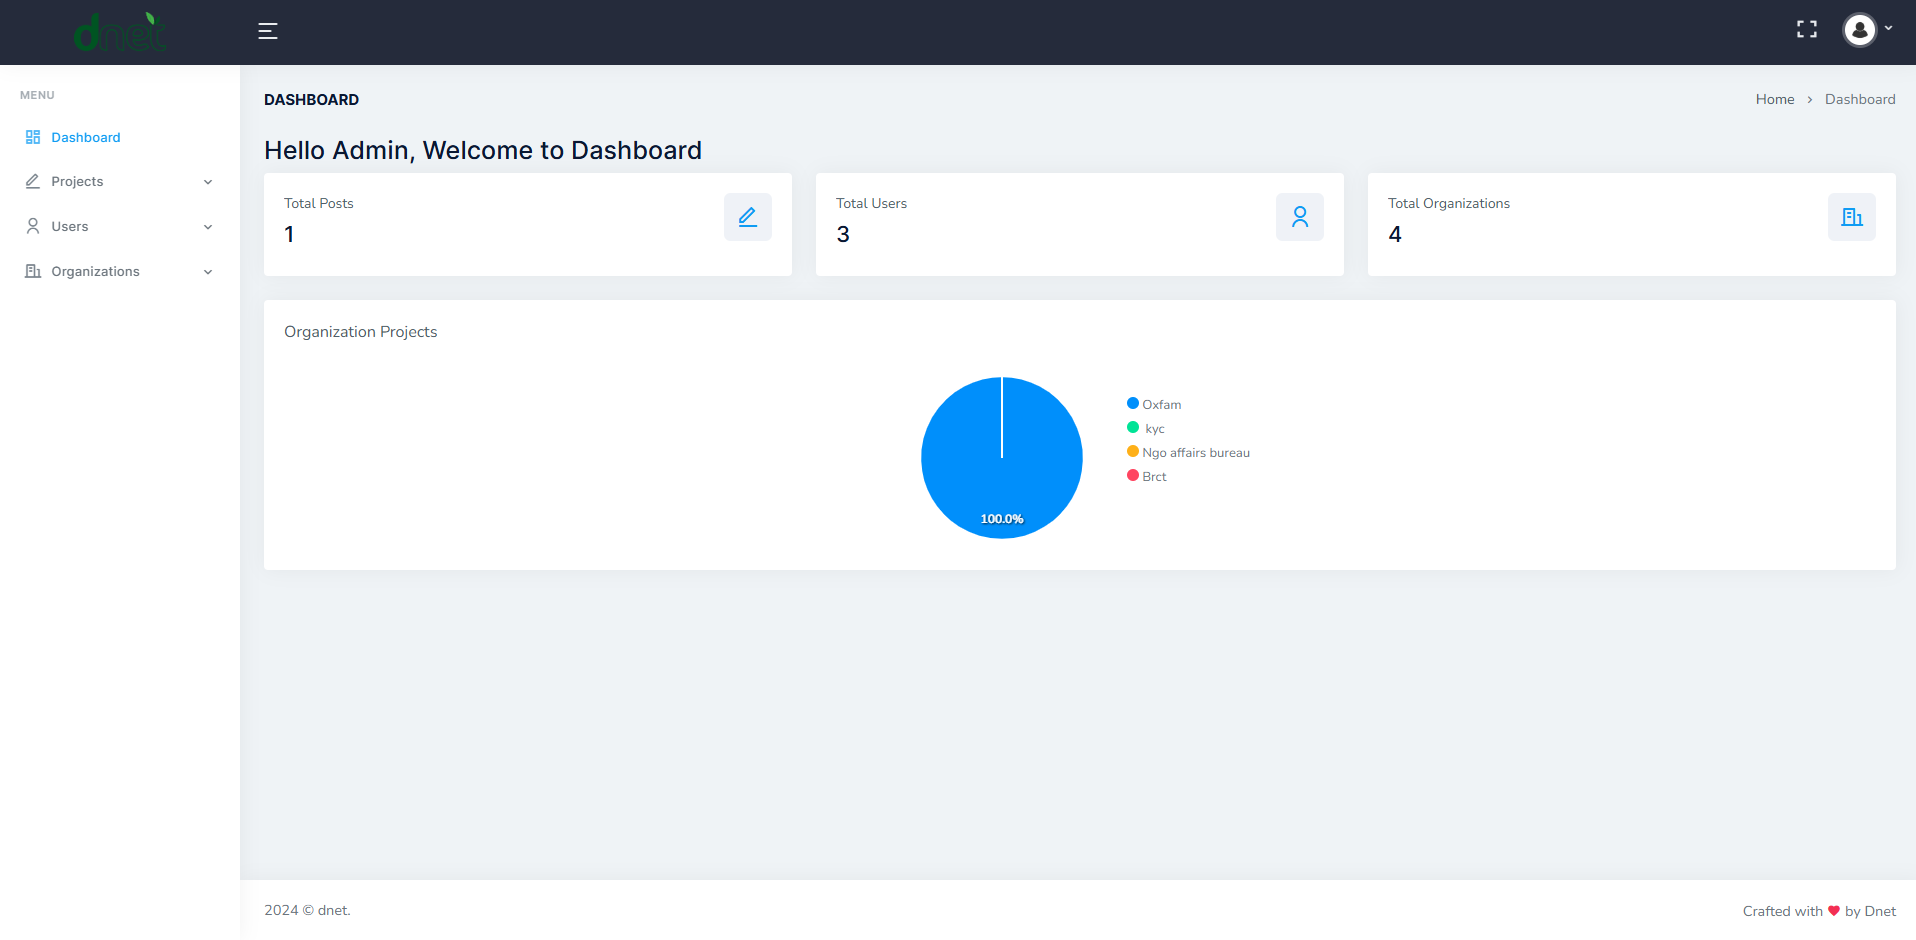 dnet
MENU
DASHBOARD
Home > Dashboard
Dashboard
Projects
Users
Organizations
Hello Admin, Welcome to Dashboard
Total Posts
1
Total Users
3
Total Organizations
4
Organization Projects
100.0%
Oxfam
kyc
Ngo affairs bureau
Brct
2024 © dnet.
Crafted with ❤ by Dnet